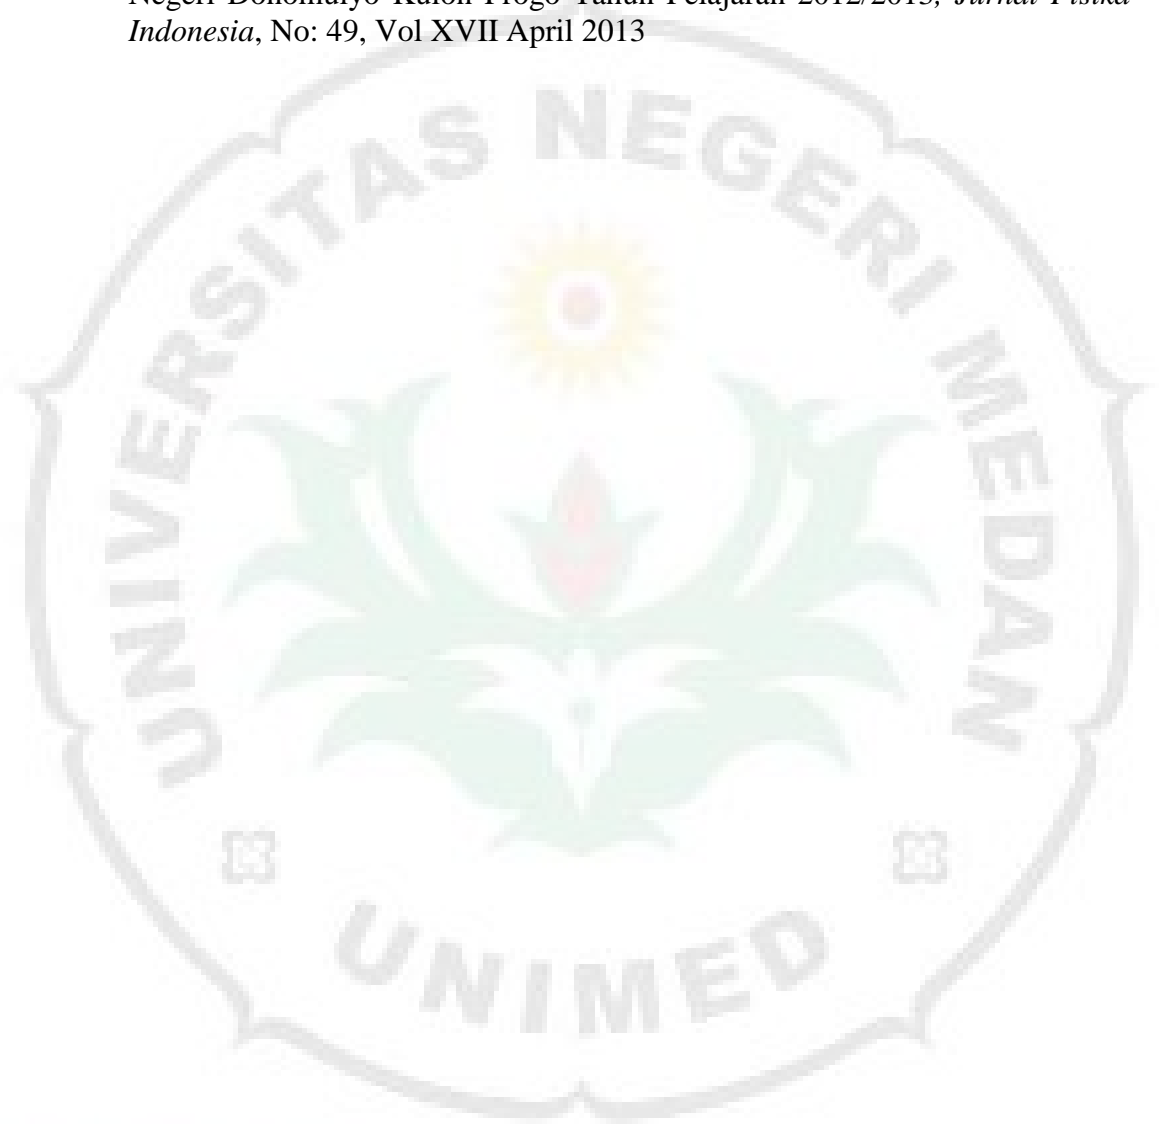 Negeri Donomulyo Kulon Progo Tahun Pelajaran 2012/2013, Jurnal Fisika
Indonesia, No: 49, Vol XVII April 2013
UNIVERSITAS NEGERI MEDAN
UNIMED